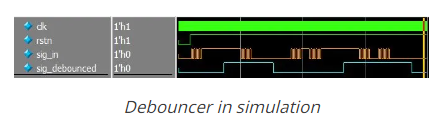 clk 1'h1
rstn 1'h1
sig_in 1'h0
sig_debounced 1'h0
Debouncer in simulation